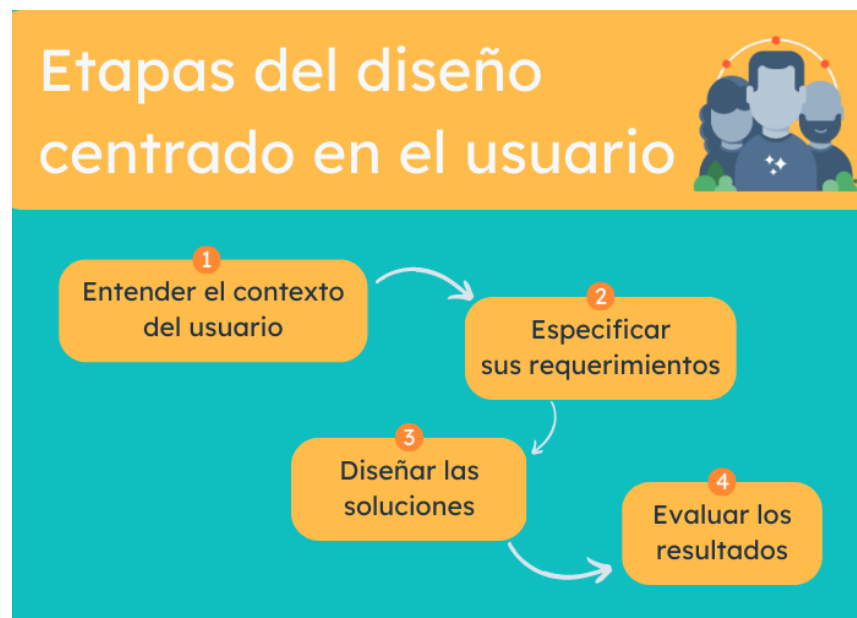 Etapas del diseño
centrado en el usuario
1
Entender el contexto
del usuario
2
Especificar
sus requerimientos
3
Diseñar las
soluciones
4
Evaluar los
resultados